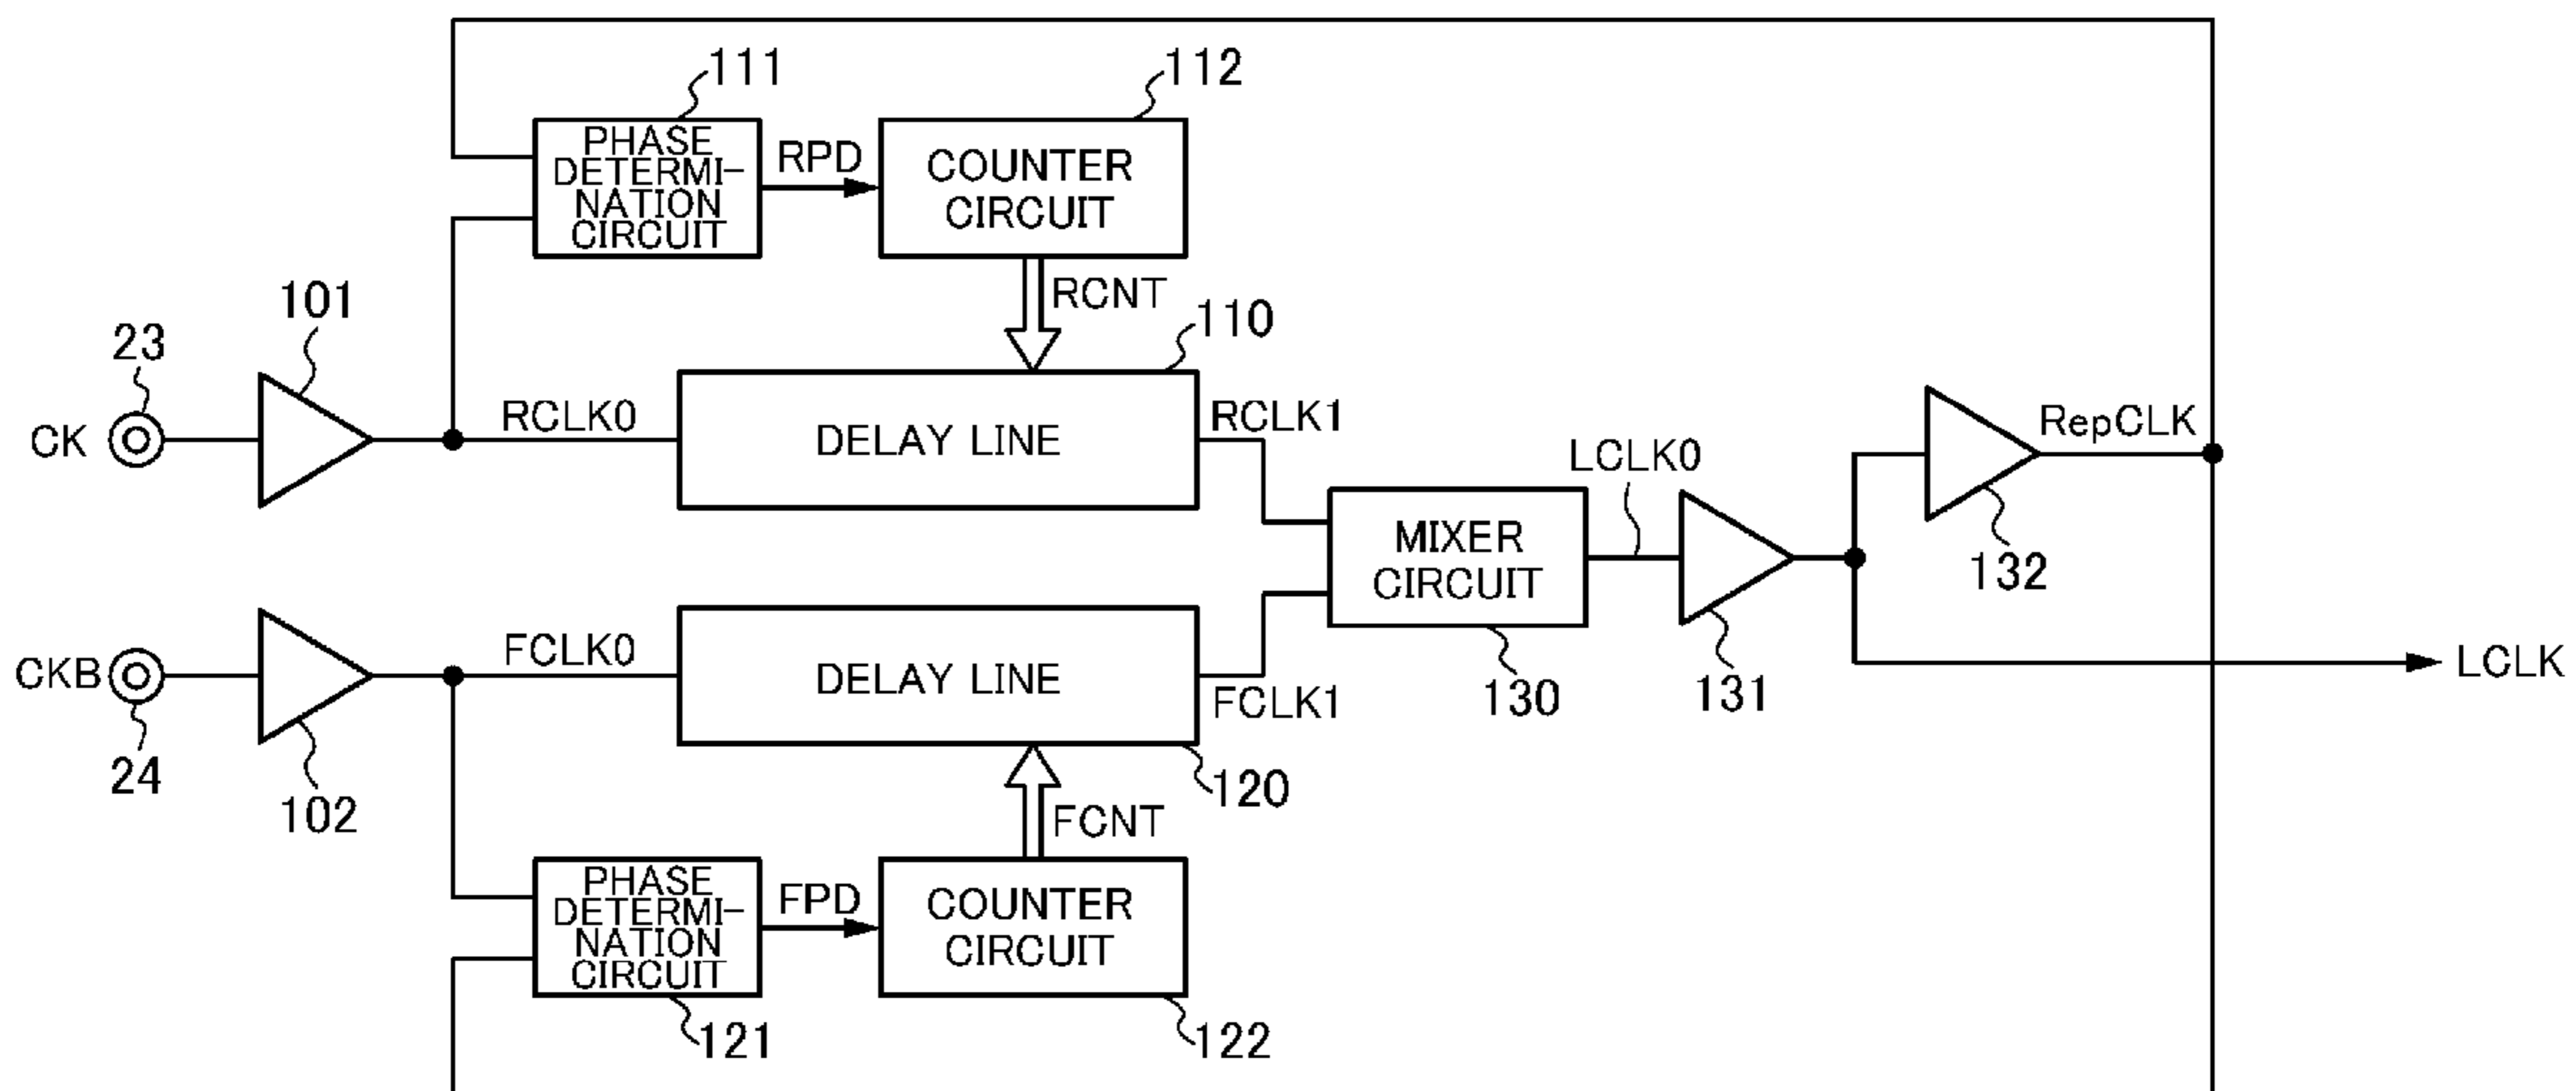 111
112
PHASE
DETERMI-
NATION
CIRCUIT
RPD
COUNTER
CIRCUIT
RCNT
110
101
23
CK
RCLK0
DELAY LINE
RCLK1
LCLK0
RepCLK
MIXER
CIRCUIT
132
131
130
LCLK
CKB
24
102
FCLK0
DELAY LINE
FCLK1
120
FCNT
PHASE
DETERMI-
NATION
CIRCUIT
FPD
COUNTER
CIRCUIT
121
122